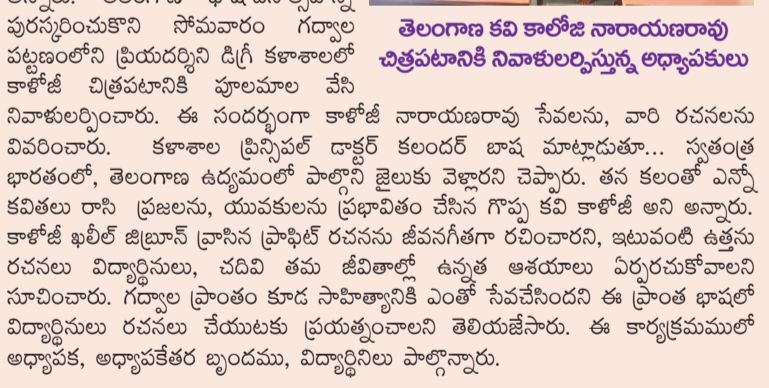 పురస్కరించుకొని సోమవారం గద్వాల
పట్టణంలోని ప్రియదర్శిని డిగ్రీ కళాశాలలో
కాళోజీ చిత్రపటానికి పూలమాల వేసి
తెలంగాణ కవి కాలోజి నారాయణరావు
చిత్రపటానికి నివాళులర్పిస్తున్న అధ్యాపకులు
నివాళులర్పించారు. ఈ సందర్భంగా కాళోజీ నారాయణరావు సేవలను, వారి రచనలను
వివరించారు. కళాశాల ప్రిన్సిపల్ డాక్టర్ కలందర్ బాష మాట్లాడుతూ... స్వతంత్ర
భారతంలో, తెలంగాణ ఉద్యమంలో పాల్గొని జైలుకు వెళ్లారని చెప్పారు. తన కలంతో ఎన్నో
కవితలు రాసి ప్రజలను, యువకులను ప్రభావితం చేసిన గొప్ప కవి కాళోజీ అని అన్నారు.
కాళోజీ ఖలీల్ జిబ్రూన్ వ్రాసిన ప్రాఫిట్ రచనను జీవనగీతగా రచించారని, ఇటువంటి ఉత్తను
రచనలు విద్యార్థినులు, చదివి తమ జీవితాల్లో ఉన్నత ఆశయాలు ఏర్పరచుకోవాలని
సూచించారు. గద్వాల ప్రాంతం కూడ సాహిత్యానికి ఎంతో సేవచేసిందని ఈ ప్రాంత భాషలో
విద్యార్థినులు రచనలు చేయుటకు ప్రయత్నంచాలని తెలియజేసారు. ఈ కార్యక్రమములో
అధ్యాపక, అధ్యాపకేతర బృందము, విద్యార్థినిలు పాల్గొన్నారు.